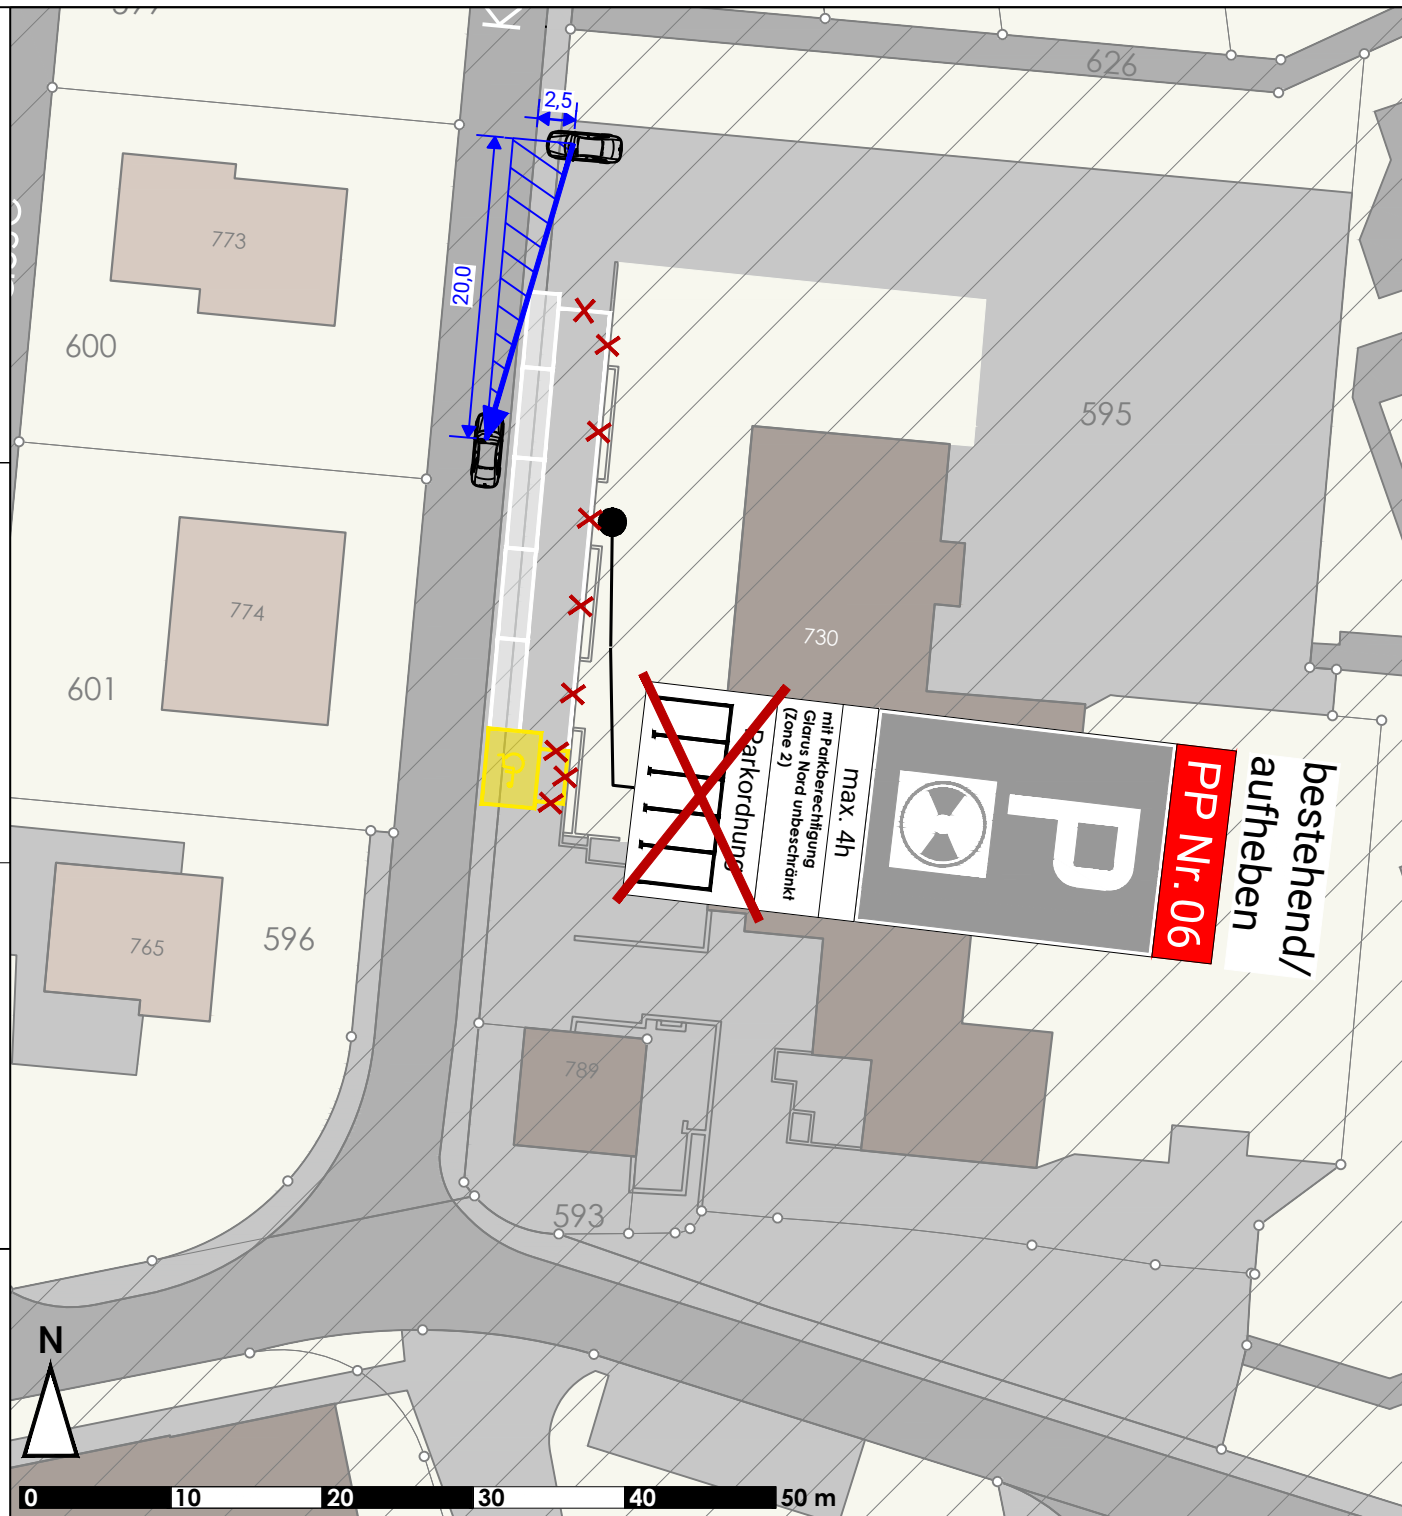 626
2,5
773
20,0
600
595
774
730
601
Parkordnung
mit Parkberechtigung
Glarus Nord unbeschränkt
(Zone 2)
max. 4h
P
PP Nr. 06
bestehend/
aufheben
765
596
789
593
N
0 10 20 30 40 50 m